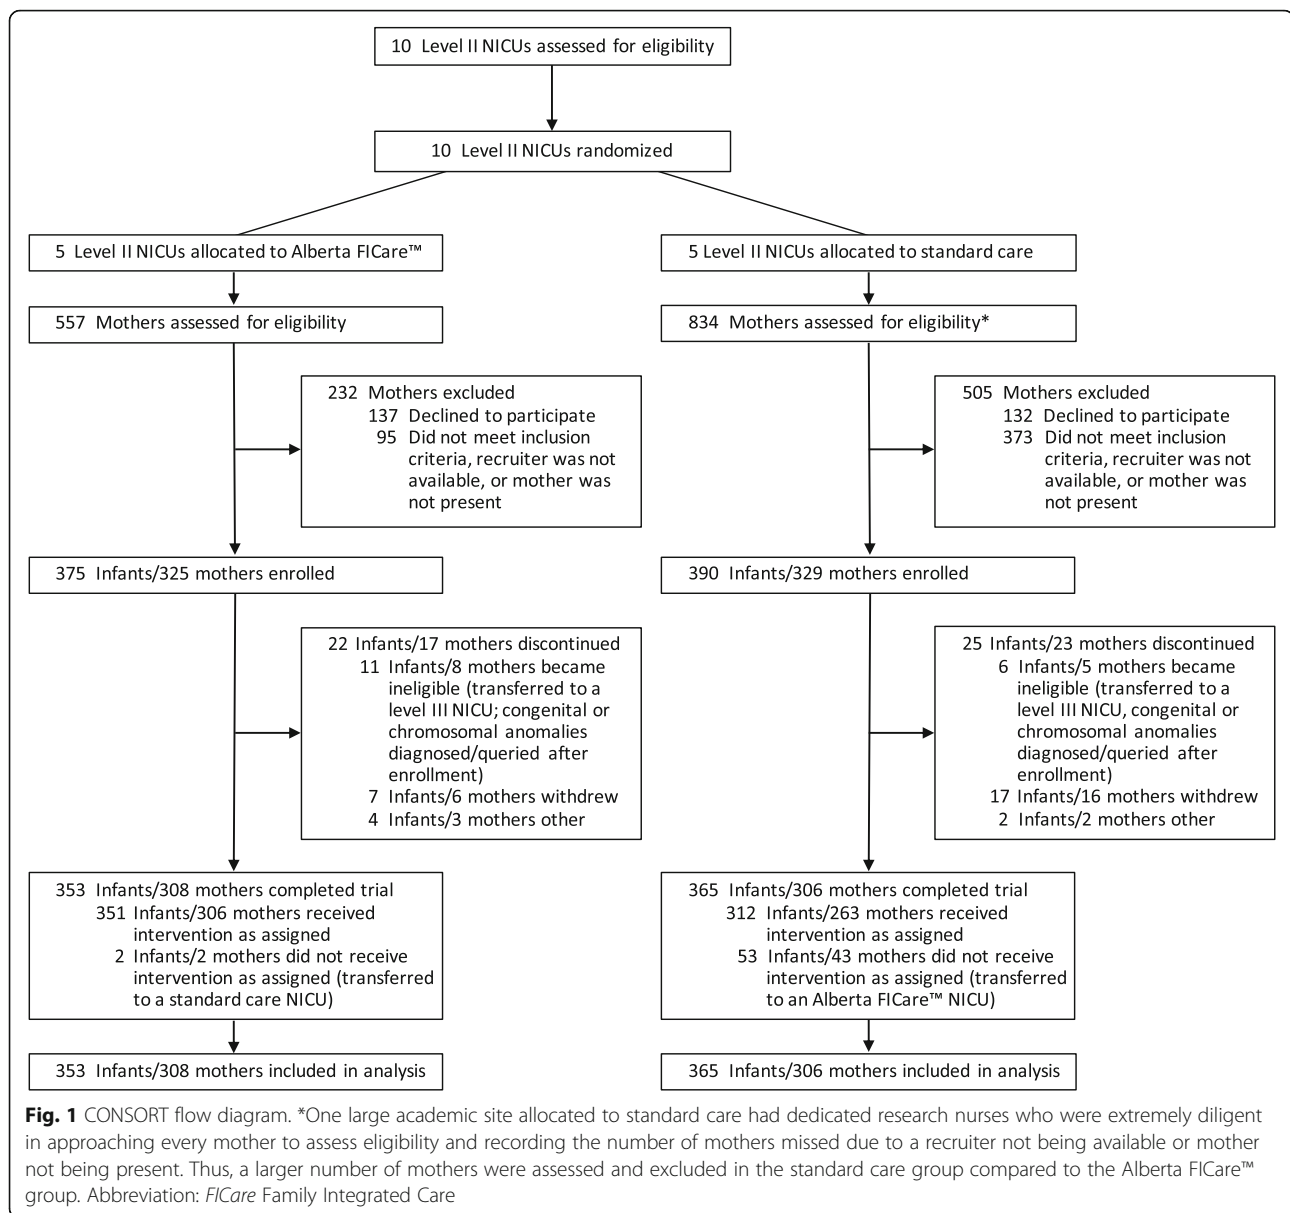 10 Level II NICUs assessed for eligibility
10 Level II NICUs randomized
5 Level II NICUs allocated to Alberta FICare™
557 Mothers assessed for eligibility
232 Mothers excluded
137 Declined to participate
95 Did not meet inclusion
criteria, recruiter was not
available, or mother was
not present
375 Infants/325 mothers enrolled
22 Infants/17 mothers discontinued
11 Infants/8 mothers became
ineligible (transferred to a
level III NICU; congenital or
chromosomal anomalies
diagnosed/queried after
enrollment)
7 Infants/6 mothers withdrew
4 Infants/3 mothers other
353 Infants/308 mothers completed trial
351 Infants/306 mothers received
intervention as assigned
2 Infants/2 mothers did not receive
intervention as assigned (transferred
to a standard care NICU)
353 Infants/308 mothers included in analysis
5 Level II NICUs allocated to standard care
834 Mothers assessed for eligibility*
505 Mothers excluded
132 Declined to participate
373 Did not meet inclusion
criteria, recruiter was not
available, or mother was
not present
390 Infants/329 mothers enrolled
25 Infants/23 mothers discontinued
6 Infants/5 mothers became
ineligible (transferred to a
level III NICU, congenital or
chromosomal anomalies
diagnosed/queried after
enrollment)
17 Infants/16 mothers withdrew
2 Infants/2 mothers other
365 Infants/306 mothers completed trial
312 Infants/263 mothers received
intervention as assigned
53 Infants/43 mothers did not receive
intervention as assigned (transferred
to an Alberta FICare™ NICU)
365 Infants/306 mothers included in analysis
Fig. 1 CONSORT flow diagram. *One large academic site allocated to standard care had dedicated research nurses who were extremely diligent
in approaching every mother to assess eligibility and recording the number of mothers missed due to a recruiter not being available or mother
not being present. Thus, a larger number of mothers were assessed and excluded in the standard care group compared to the Alberta FICare™
group. Abbreviation: FICare Family Integrated Care